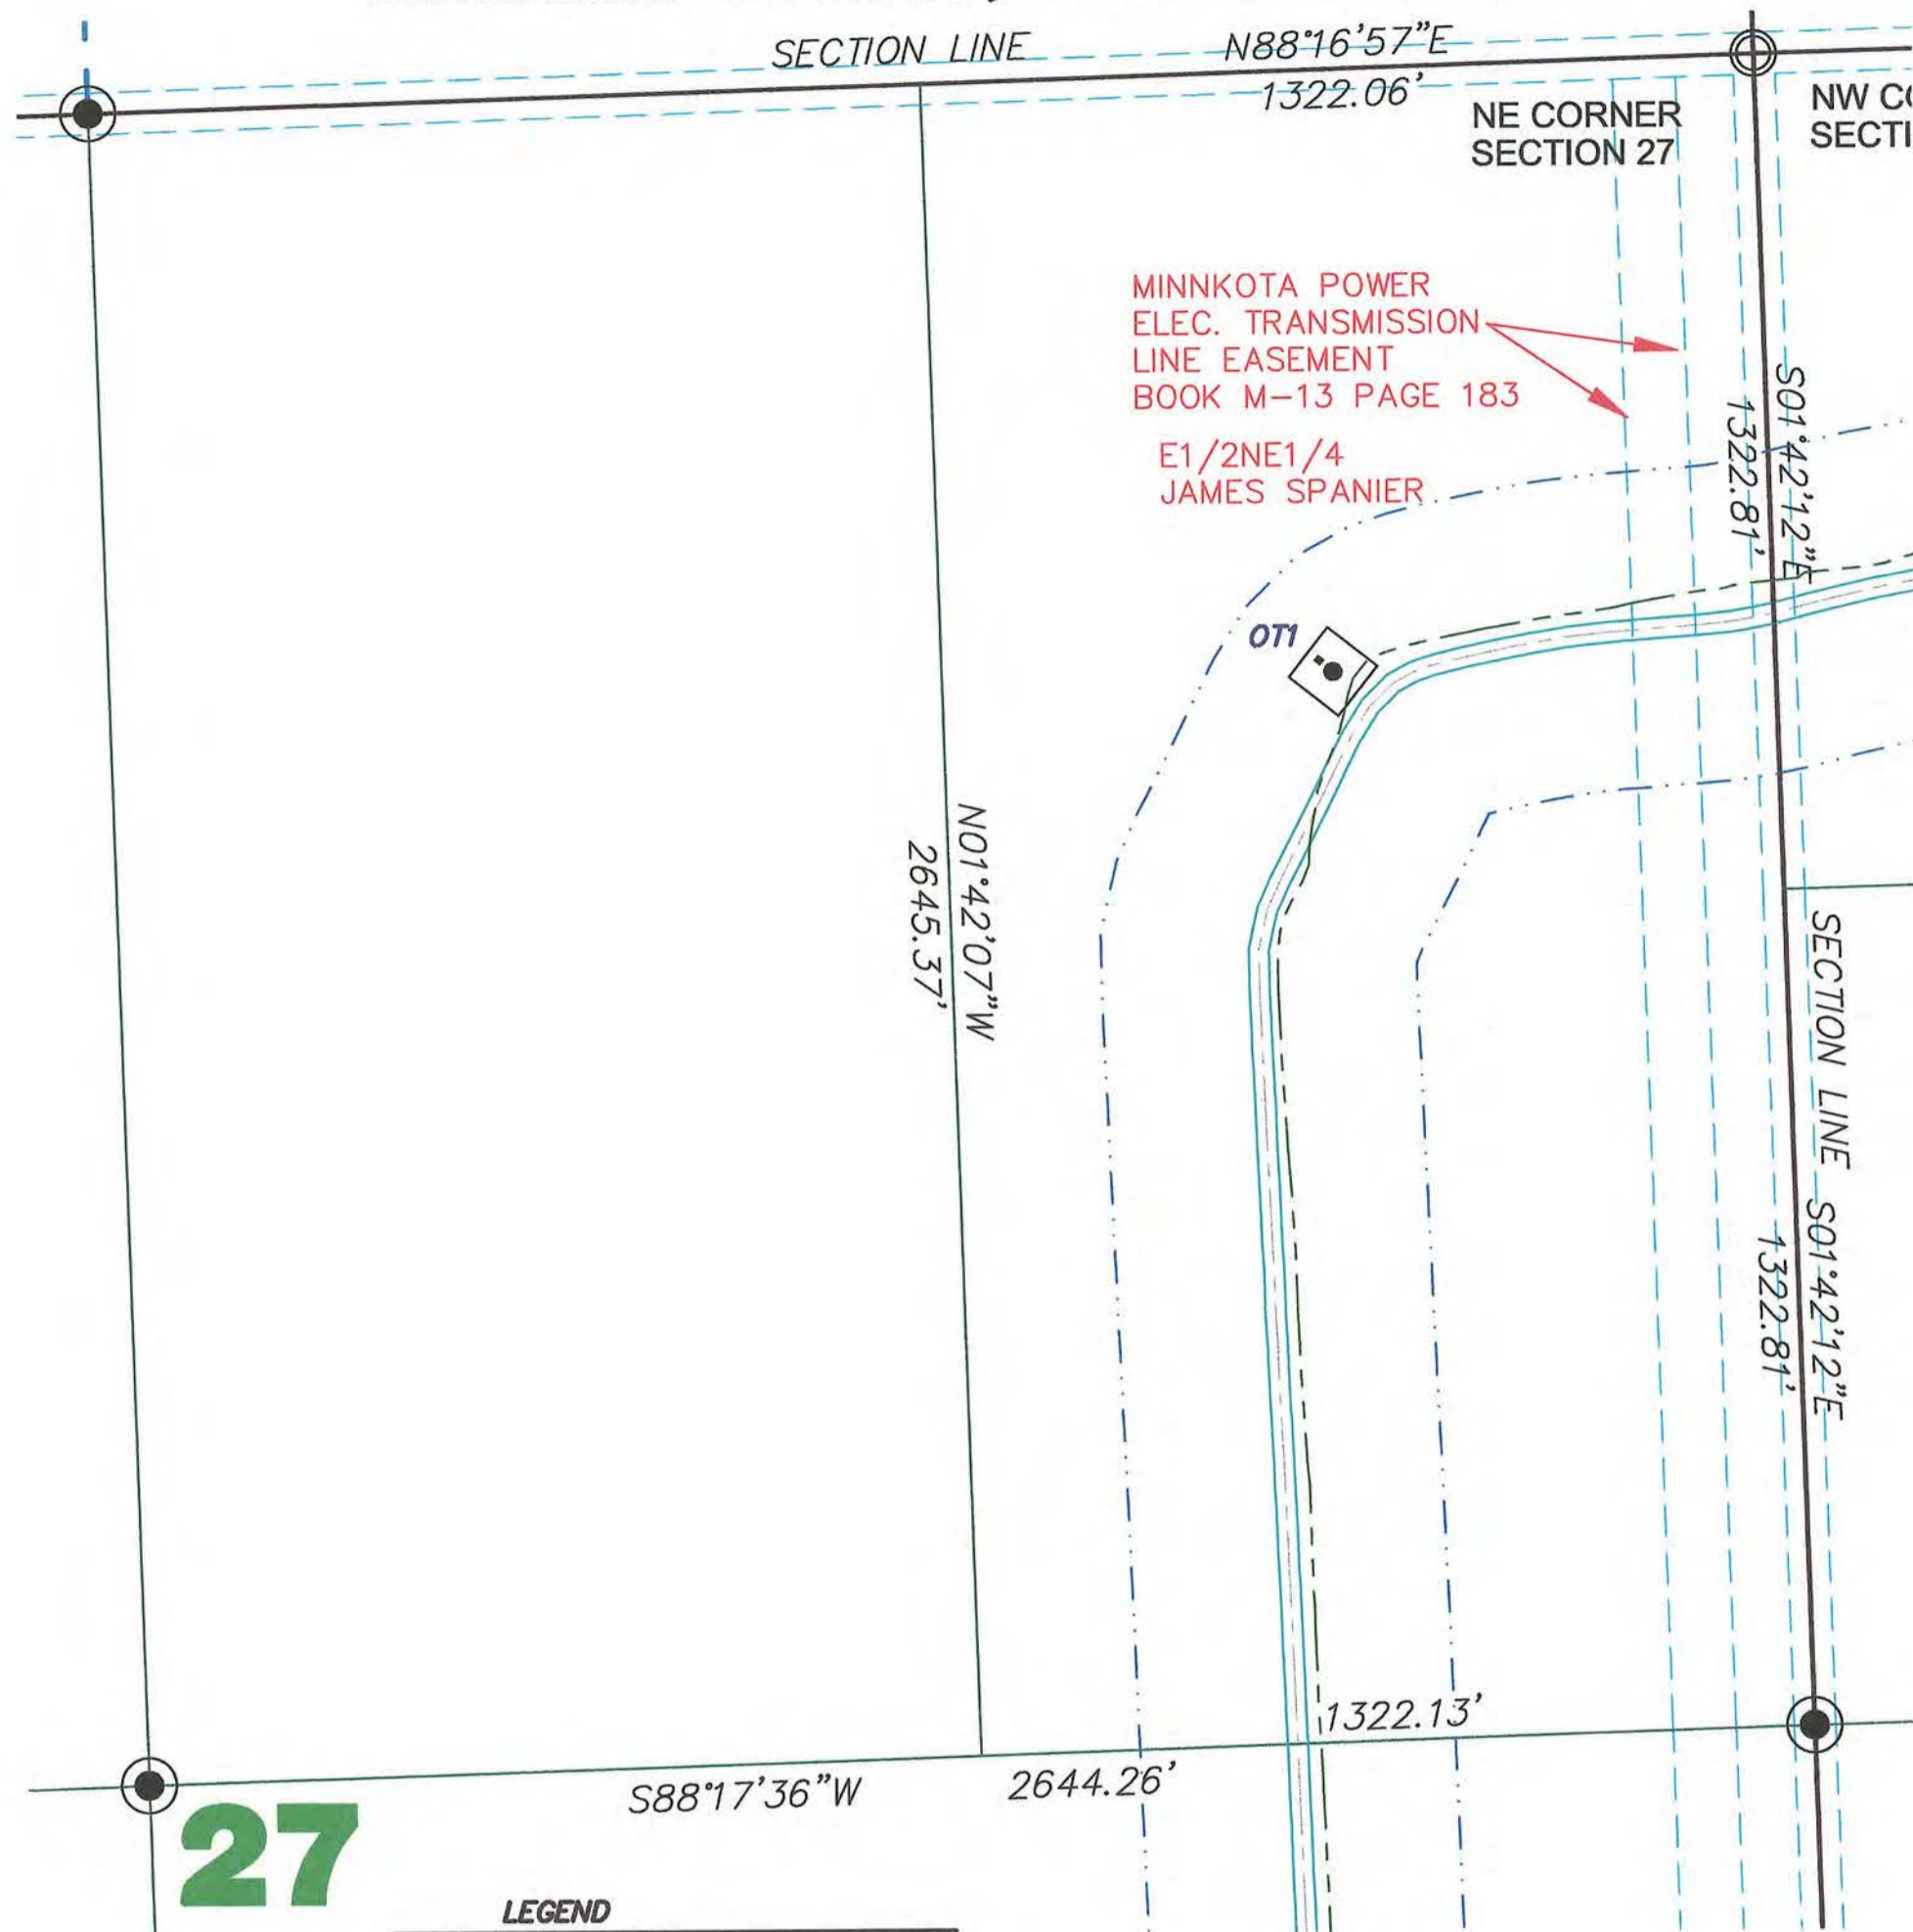 SECTION LINE
N88°16'57"E
1322.06'
NE CORNER
SECTION 27
NW
MINNKOTA POWER
ELEC. TRANSMISSION
LINE EASEMENT
BOOK M-13 PAGE 183
E1/2NE1/4
JAMES SPANIER
S01°42'12"E
1322.81'
OT1
N01°42'07"W
2645.37'
SECTION LINE S01°42'12"E
1322.81'
1322.13'
S88°17'36"W
2644.26'
27
LEGEND